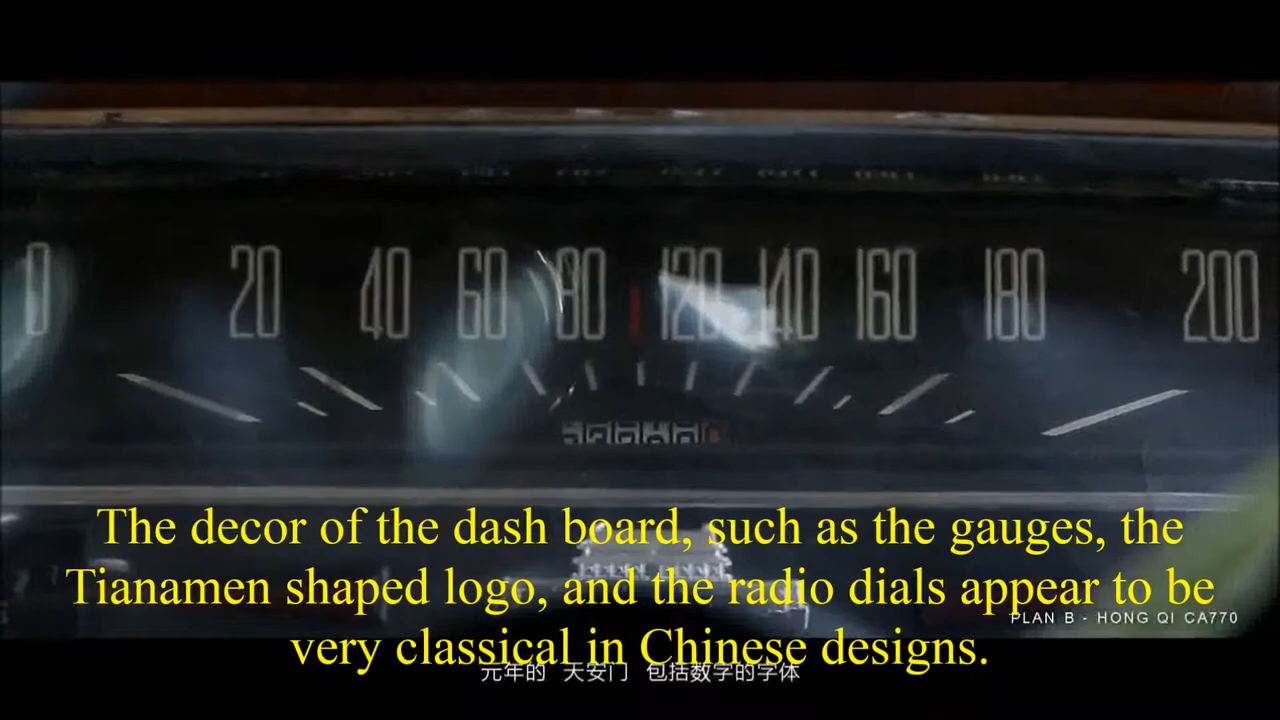 0 20 40 60 80 120 140 160 180 200
The decor of the dash board, such as the gauges, the
Tianamen shaped logo, and the radio dials appear to be
PLAN B - HONG QI CA770
very classical in Chinese designs.
元年的 天安门 包括数字的字体